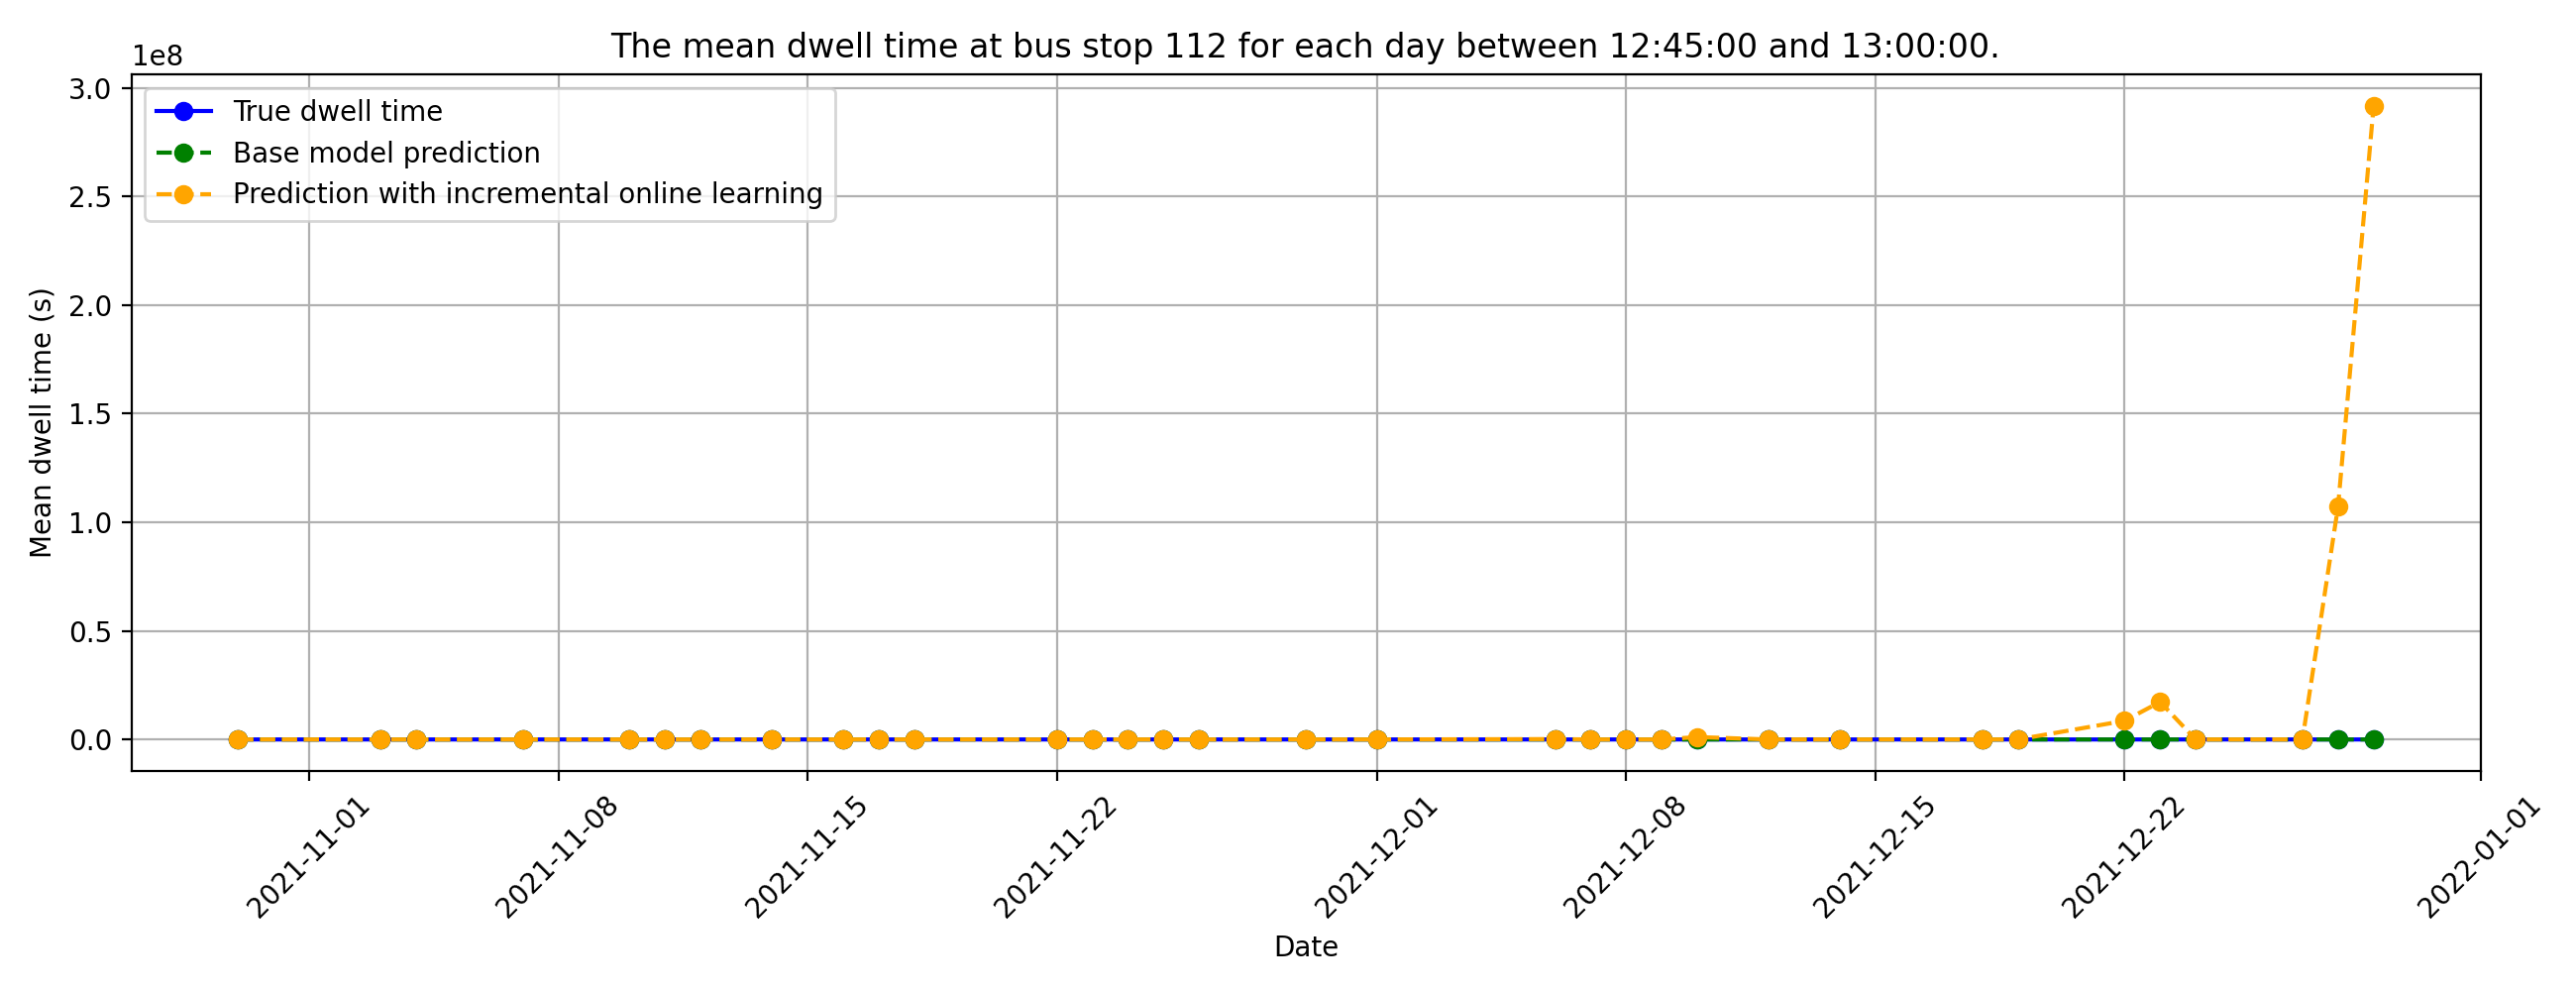 The mean dwell time at bus stop 112 for each day between 12:45:00 and 13:00:00.
1e8
3.0
2.5
2.0
1.5
1.0
0.5
0.0
Mean dwell time (s)
True dwell time
Base model prediction
Prediction with incremental online learning
2021-11-01
2021-11-08
2021-11-15
2021-11-22
2021-12-01
2021-12-08
2021-12-15
2021-12-22
2022-01-01
Date